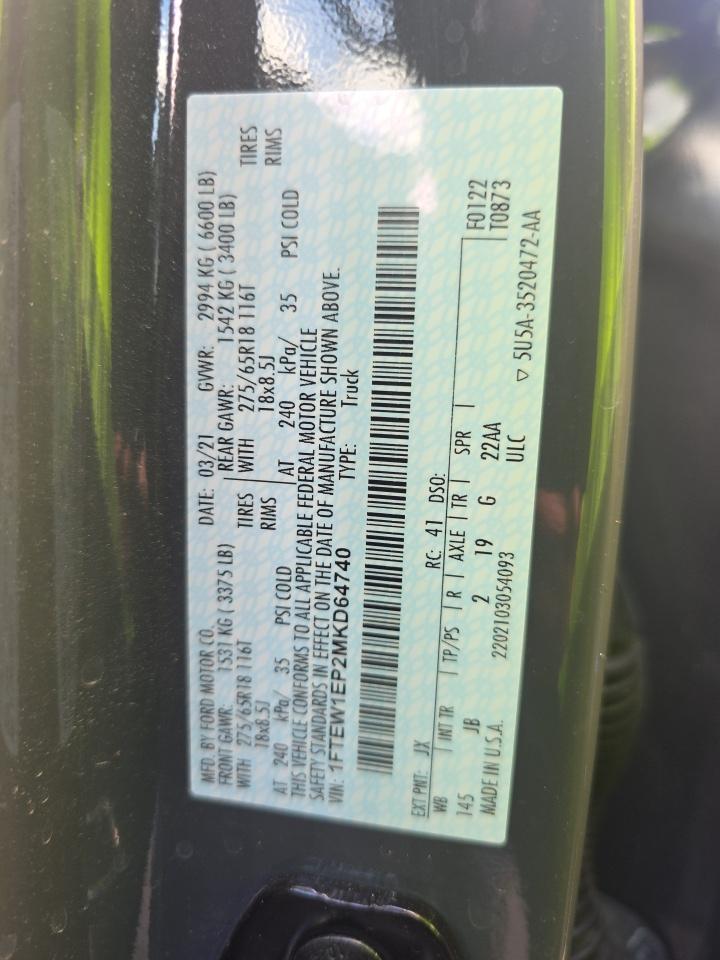 MFD. BY FORD MOTOR CO. DATE: 03/21 GVWR: 2994 KG ( 6600 LB)
FRONT GAWR: 1531 KG ( 3375 LB) REAR GAWR: 1542 KG ( 3400 LB)
WITH 275/65R18 116T TIRES WITH 275/65R18 116T TIRES
18x8.5J RIMS 18x8.5J RIMS
AT 240 kPa/ 35 PSI COLD AT 240 kPa/ 35 PSI COLD
THIS VEHICLE CONFORMS TO ALL APPLICABLE FEDERAL MOTOR VEHICLE
SAFETY STANDARDS IN EFFECT ON THE DATE OF MANUFACTURE SHOWN ABOVE.
VIN: 1FTEW1EP2MKD64740 TYPE: Truck
EXT PNT: JX RC: 41 DSO:
WB INT TR TP/PS R AXLE TR SPR F0122
145 JB 2 19 G 22AA T0873
MADE IN U.S.A. 2202103054093 ULC
▽ 5U5A-3520472-AA